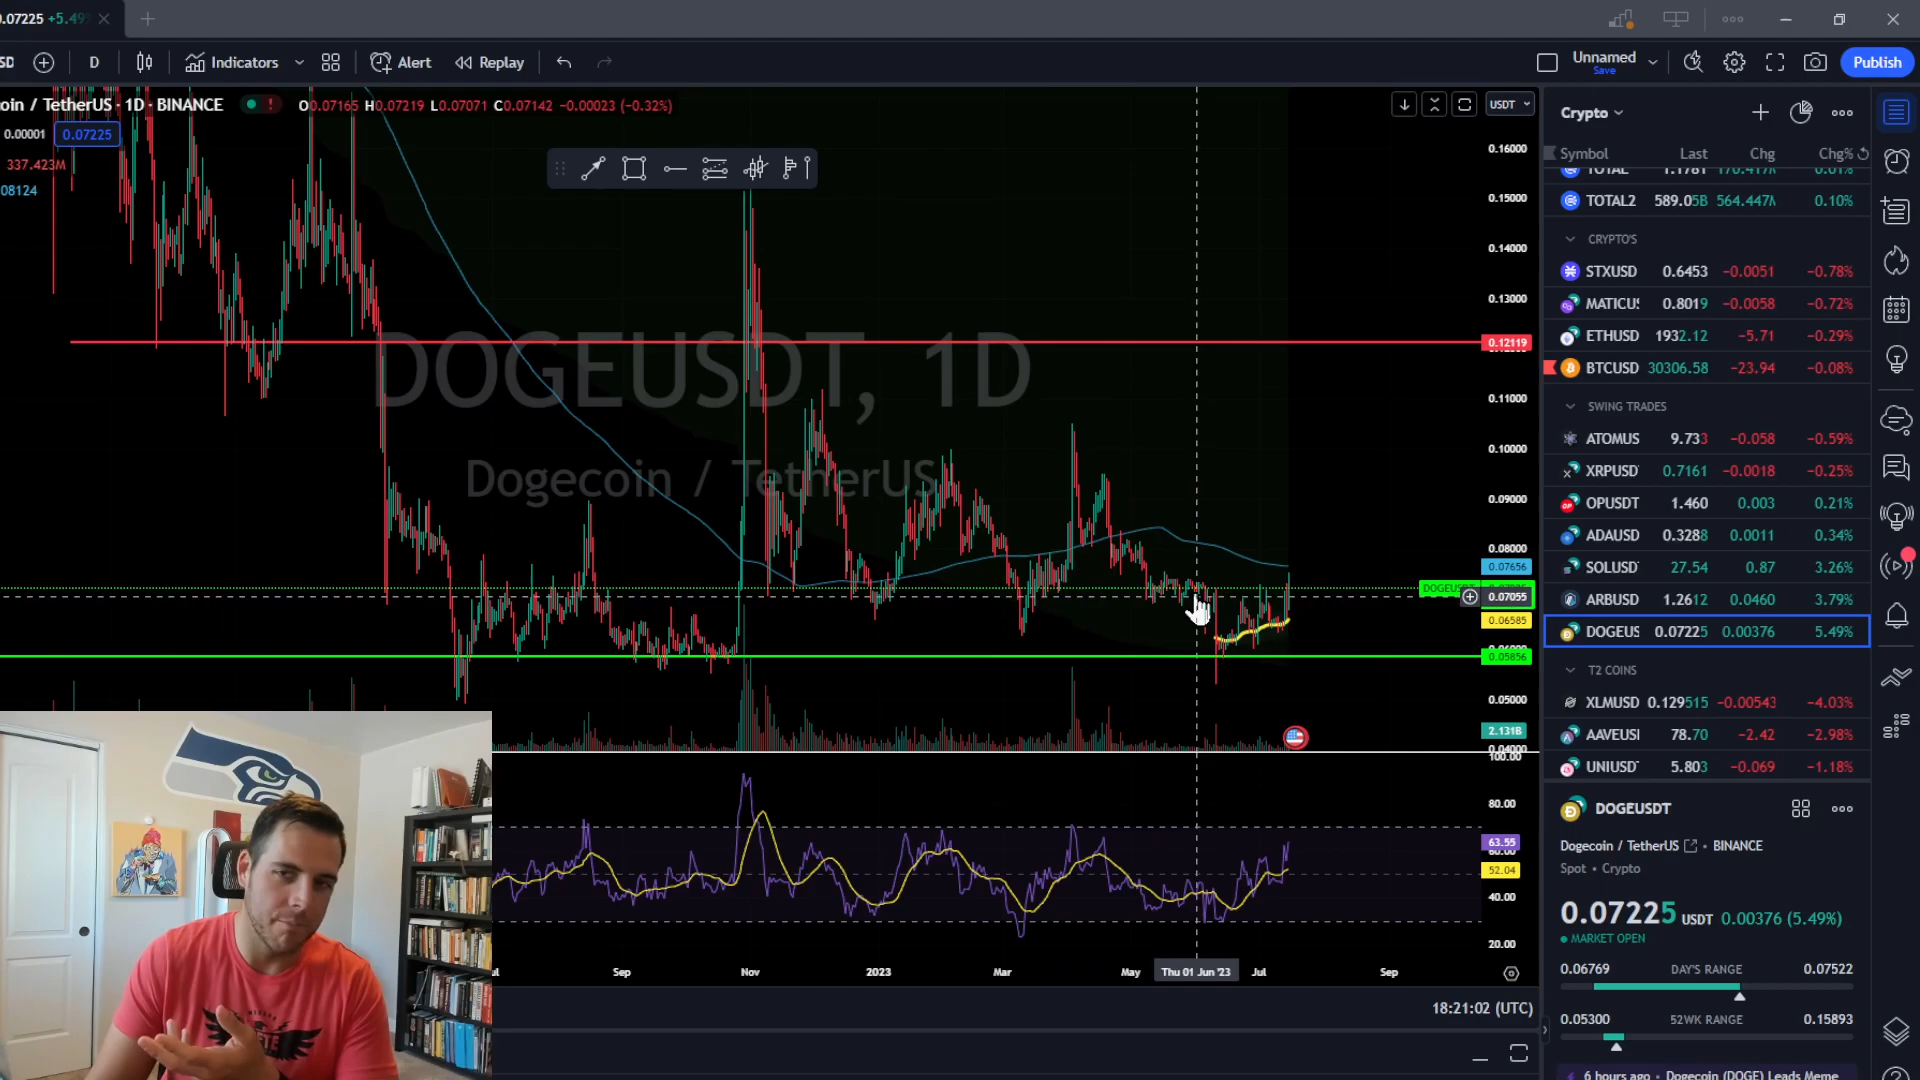 0.07225 +5.49
SD
D
Indicators
Alert
Replay
Unnamed
Save
Publish
oin / TetherUS · 1D · BINANCE
O0.07165 H0.07219 L0.07071 C0.07142 -0.00023 (-0.32%)
0.00001
0.07225
337.423M
08124
USDT
0.16000
0.15000
0.14000
0.13000
0.12119
0.11000
0.10000
0.09000
0.08000
0.07656
DOGEUS
0.07055
0.06585
0.05856
0.05000
2.131B
0.04000
DOGEUSDT, 1D
Dogecoin / TetherUS
100.00
80.00
63.55
60.00
52.04
40.00
20.00
Sep
Nov
2023
Mar
May
Thu 01 Jun '23
Jul
Sep
18:21:02 (UTC)
Crypto
Symbol Last Chg Chg%
TOTAL
TOTAL2 589.05B 564.447M 0.10%
CRYPTO'S
STXUSD 0.6453 -0.0051 -0.78%
MATICUS 0.8019 -0.0058 -0.72%
ETHUSD 1932.12 -5.71 -0.29%
BTCUSD 30306.58 -23.94 -0.08%
SWING TRADES
ATOMUS 9.733 -0.058 -0.59%
XRPUSD 0.7161 -0.0018 -0.25%
OPUSDT 1.460 0.003 0.21%
ADAUSD 0.3288 0.0011 0.34%
SOLUSD 27.54 0.87 3.26%
ARBUSD 1.2612 0.0460 3.79%
DOGEUS 0.07225 0.00376 5.49%
T2 COINS
XLMUSD 0.129515 -0.00543 -4.03%
AAVEUSI 78.70 -2.42 -2.98%
UNIUSD 5.803 -0.069 -1.18%
DOGEUSDT
Dogecoin / TetherUS • BINANCE
Spot • Crypto
0.07225 USDT 0.00376 (5.49%)
MARKET OPEN
0.06769 DAY'S RANGE 0.07522
0.05300 52WK RANGE 0.15893
6 hours ago • Dogecoin (DOGE) Leads Meme